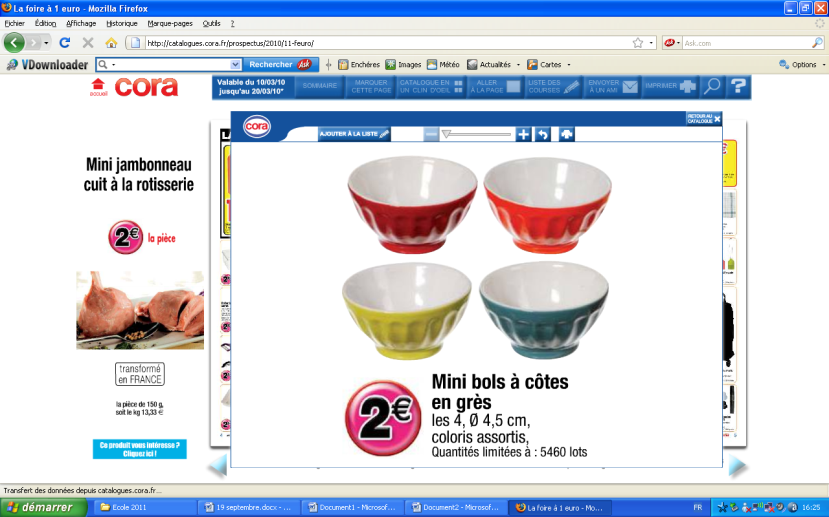 La foire à 1 euro - Mozilla Firefox
Fichier Édition Affichage Historique Marque-pages Outils ?
http://catalogues.cora.fr/prospectus/2010/11-feuro/
Ask.com
VDownloader
Rechercher Ask
Enchères
Images
Météo
Actualités
Cartes
Options
accueil
cora
Valable du 10/03/10
jusqu'au 20/03/10*
SOMMAIRE
MARQUER
CETTE PAGE
CATALOGUE EN
UN CLIN D'OEIL
ALLER
À LA PAGE
LISTE DES
COURSES
ENVOYER
À UN AMI
IMPRIMER
?
cora
AJOUTER À LA LISTE
RETOUR AU
CATALOGUE
Mini jambonneau
cuit à la rotisserie
2€ la pièce
transformé
en FRANCE
la pièce de 150 g,
soit le kg 13,33 €
Ce produit vous intéresse ?
Cliquez ici !
2€
Mini bols à côtes
en grès
les 4, Ø 4,5 cm,
coloris assortis,
Quantités limitées à : 5460 lots
Transfert des données depuis catalogues.cora.fr...
démarrer
Ecole 2011
19 septembre.docx - ...
Document1 - Microsof...
Document2 - Microsof...
La foire à 1 euro - Mo...
FR
16:25